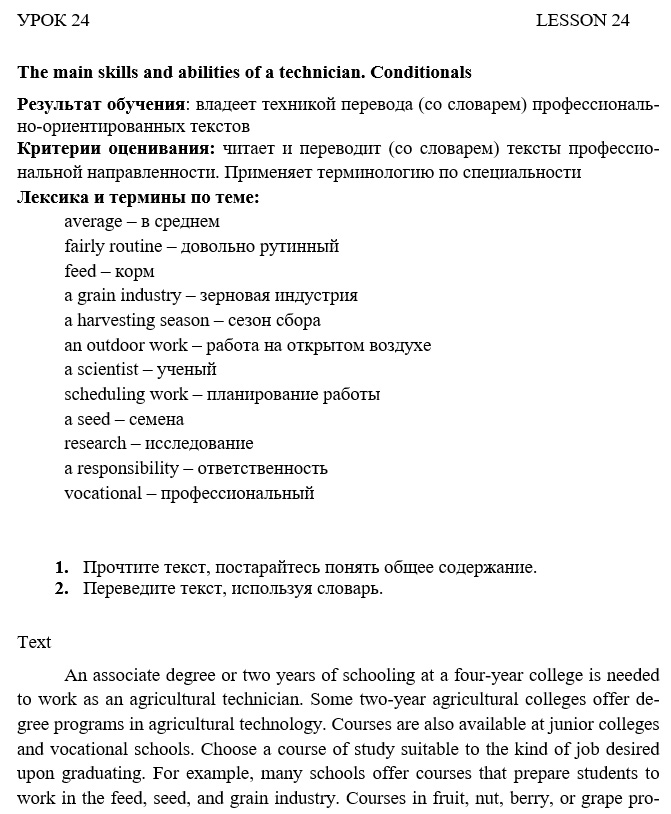 УРОК 24 LESSON 24
The main skills and abilities of a technician. Conditionals
Результат обучения: владеет техникой перевода (со словарем) профессиональ-
но-ориентированных текстов
Критерии оценивания: читает и переводит (со словарем) тексты профессио-
нальной направленности. Применяет терминологию по специальности
Лексика и термины по теме:
average – в среднем
fairly routine – довольно рутинный
feed – корм
a grain industry – зерновая индустрия
a harvesting season – сезон сбора
an outdoor work – работа на открытом воздухе
a scientist – ученый
scheduling work – планирование работы
a seed – семена
research – исследование
a responsibility – ответственность
vocational – профессиональный
1. Прочтите текст, постарайтесь понять общее содержание.
2. Переведите текст, используя словарь.
Text
An associate degree or two years of schooling at a four-year college is needed
to work as an agricultural technician. Some two-year agricultural colleges offer de-
gree programs in agricultural technology. Courses are also available at junior colleges
and vocational schools. Choose a course of study suitable to the kind of job desired
upon graduating. For example, many schools offer courses that prepare students to
work in the feed, seed, and grain industry. Courses in fruit, nut, berry, or grape pro-